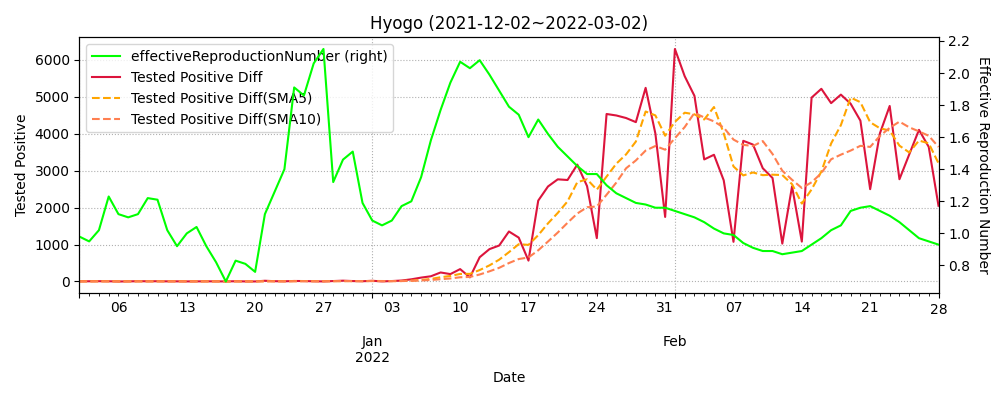 Hyogo (2021-12-02~2022-03-02)
effectiveReproductionNumber (right)
Tested Positive Diff
Tested Positive Diff(SMA5)
Tested Positive Diff(SMA10)
Tested Positive
6000
5000
4000
3000
2000
1000
0
2.2
2.0
1.8
1.6
1.4
1.2
1.0
0.8
Effective Reproduction Number
06 13 20 27 03 10 17 24 31 07 14 21 28
Jan Feb
2022
Date